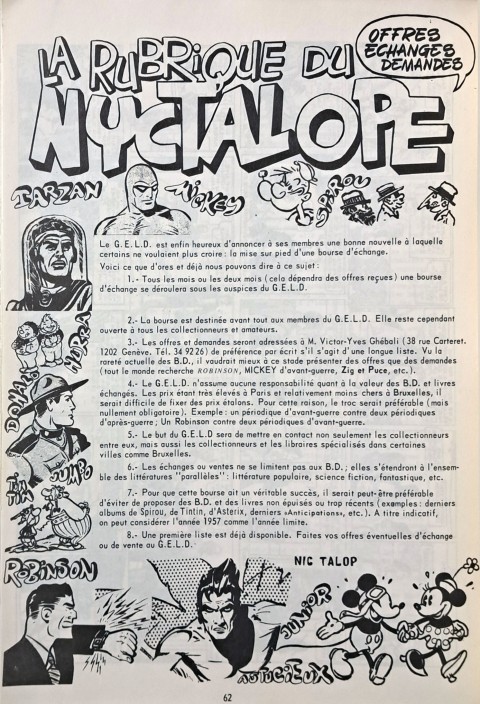 LA RUBRIQUE DU
NYCTALOPE
OFFRES
ECHANGES
DEMANDES
TARZAN
MICKEY
Le G.E.L.D. est enfin heureux d'annoncer à ses membres une bonne nouvelle à laquelle
certains ne voulaient plus croire : la mise sur pied d'une bourse d'échange.
Voici ce que d'ores et déjà nous pouvons dire à ce sujet :
1.- Tous les mois ou les deux mois (cela dépendra des offres reçues) une bourse
d'échange se déroulera sous les auspices du G.E.L.D.
HURRA
2.- La bourse est destinée avant tout aux membres du G.E.L.D. Elle reste cependant
ouverte à tous les collectionneurs et amateurs.
3.- Les offres et demandes seront adressées à M. Victor-Yves Ghébali (38 rue Carteret.
1202 Genève. Tél. 34 92 26) de préférence par écrit s'il s'agit d'une longue liste. Vu la
rareté actuelle des B.D., il vaudrait mieux à ce stade présenter des offres que des demandes
(tout le monde recherche ROBINSON, MICKEY d'avant-guerre, Zig et Puce, etc.).
DONALD
4.- Le G.E.L.D. n'assume aucune responsabilité quant à la valeur des B.D. et livres
échangés. Les prix étant très élevés à Paris et relativement moins chers à Bruxelles, il
serait difficile de fixer des prix étalons. Pour cette raison, le troc serait préférable (mais
nullement obligatoire). Exemple : un périodique d'avant-guerre contre deux périodiques
d'après-guerre ; Un Robinson contre deux périodiques d'avant-guerre.
5.- Le but du G.E.L.D sera de mettre en contact non seulement les collectionneurs
entre eux, mais aussi les collectionneurs et les libraires spécialisés dans certaines
villes comme Bruxelles.
TINTIN
JUMPO
6.- Les échanges ou ventes ne se limitent pas aux B.D. ; elles s'étendront à l'ensem-
ble des littératures "parallèles" : littérature populaire, science fiction, fantastique, etc.
7.- Pour que cette bourse ait un véritable succès, il serait peut-être préférable
d'éviter de proposer des B.D. et des livres non épuisés ou trop récents (exemples : derniers
albums de Spirou, de Tintin, d'Asterix, derniers «Anticipations», etc.). A titre indicatif,
on peut considérer l'année 1957 comme l'année limite.
8.- Une première liste est déjà disponible. Faites vos offres éventuelles d'échange
ou de vente au G.E.L.D.
ROBINSON
NIC TALOP
JUNIOR
ASTUCIEUX
62